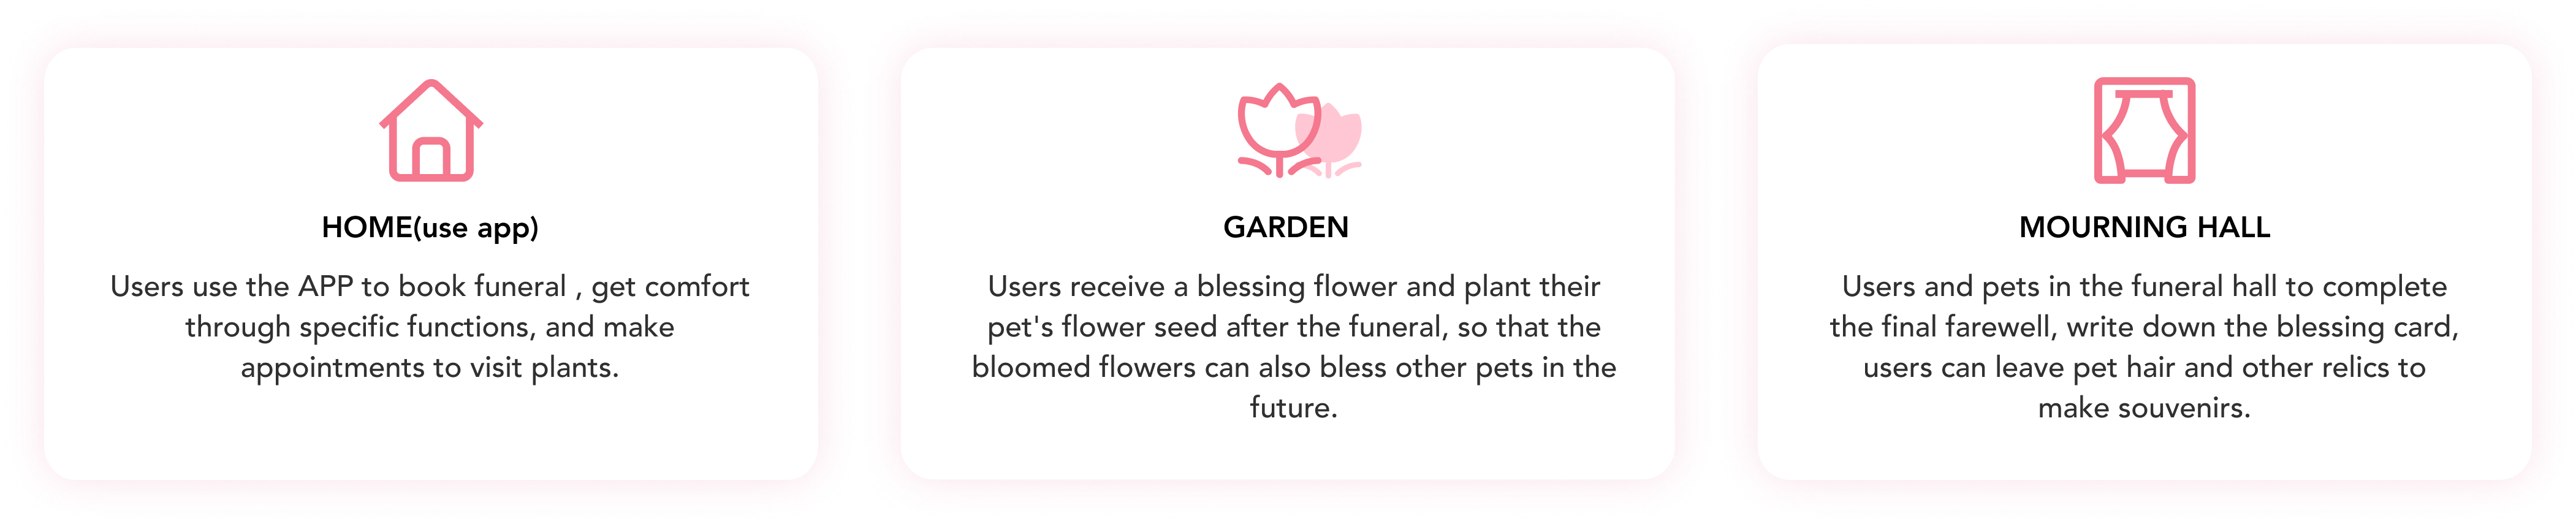 HOME(use app)
Users use the APP to book funeral , get comfort
through specific functions, and make
appointments to visit plants.
GARDEN
Users receive a blessing flower and plant their
pet's flower seed after the funeral, so that the
bloomed flowers can also bless other pets in the
future.
MOURNING HALL
Users and pets in the funeral hall to complete
the final farewell, write down the blessing card,
users can leave pet hair and other relics to
make souvenirs.